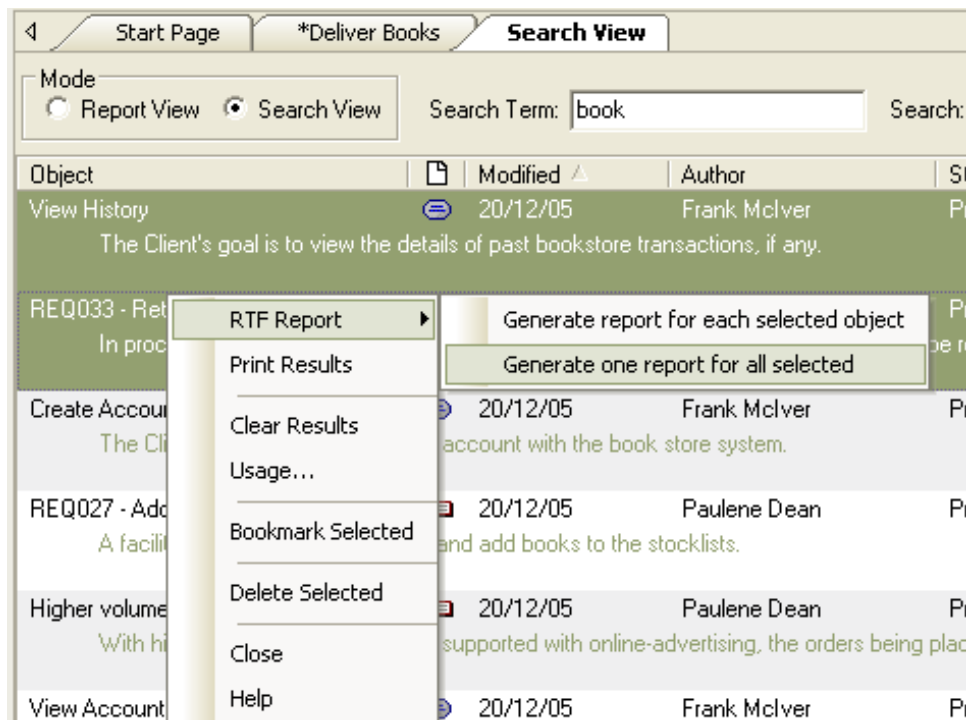 Start Page *Deliver Books Search View
Mode
Report View Search View Search Term: book Search:
Object Modified Author
View History 20/12/05 Frank McIver
The Client's goal is to view the details of past bookstore transactions, if any.
REQ033 -
In
RTF Report Generate report for each selected object
Print Results Generate one report for all selected
Create 20/12/05 Frank McIver
The account with the book store system.
Clear Results
Usage...
REQ027 - 20/12/05 Paulene Dean
A and add books to the stocklists.
Bookmark Selected
Delete Selected
Higher 20/12/05 Paulene Dean
With supported with online-advertising, the orders being
Close
Help
View Account 20/12/05 Frank McIver